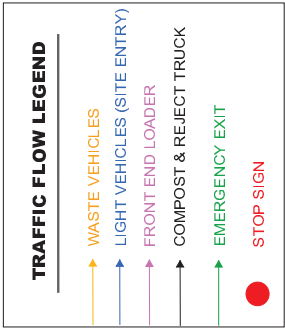 TRAFFIC FLOW LEGEND
WASTE VEHICLES
LIGHT VEHICLES (SITE ENTRY)
FRONT END LOADER
COMPOST & REJECT TRUCK
EMERGENCY EXIT
STOP SIGN